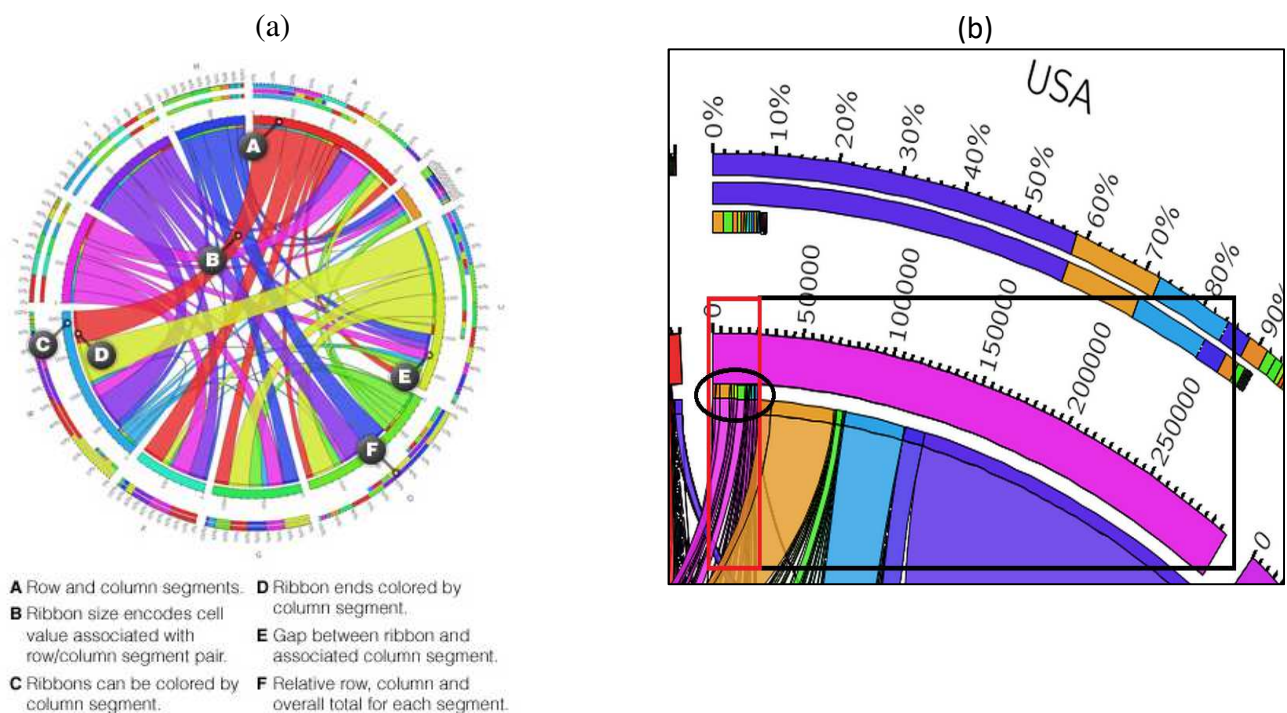 (a)
(b)
USA
0%
10%
20%
30%
40%
50%
60%
70%
80%
90%
0
50000
100000
150000
200000
250000
0
A
B
C
D
E
F
A Row and column segments.
B Ribbon size encodes cell
value associated with
row/column segment pair.
C Ribbons can be colored by
column segment.
D Ribbon ends colored by
column segment.
E Gap between ribbon and
associated column segment.
F Relative row, column and
overall total for each segment.